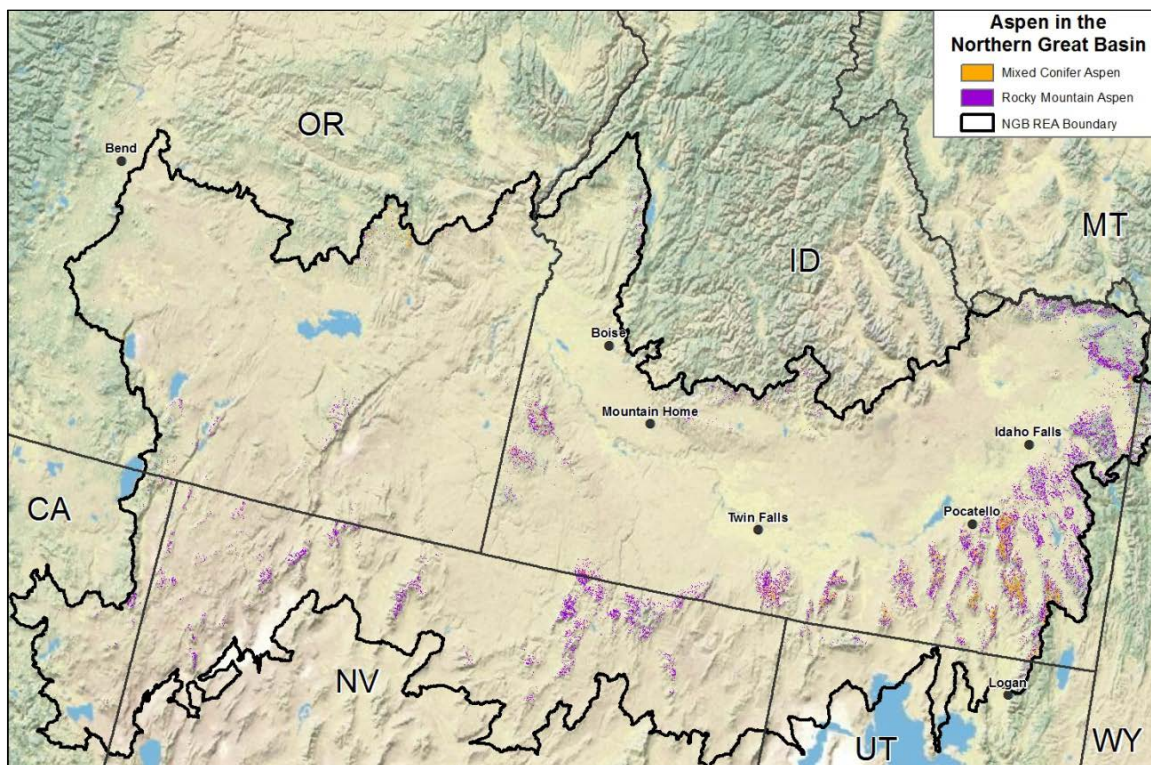 Aspen in the
Northern Great Basin
Mixed Conifer Aspen
Rocky Mountain Aspen
NGB REA Boundary
OR
Bend
MT
ID
Boise
Mountain Home
Idaho Falls
CA
Twin Falls
Pocatello
NV
Logan
UT
WY